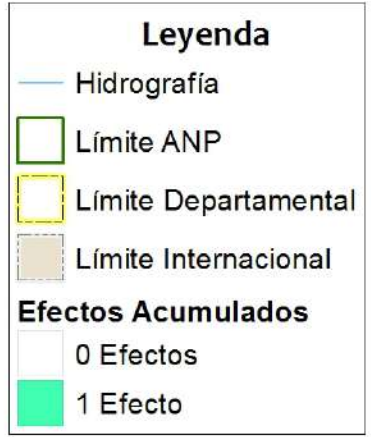 Leyenda
Hidrografía
Límite ANP
Límite Departamental
Límite Internacional
Efectos Acumulados
0 Efectos
1 Efecto